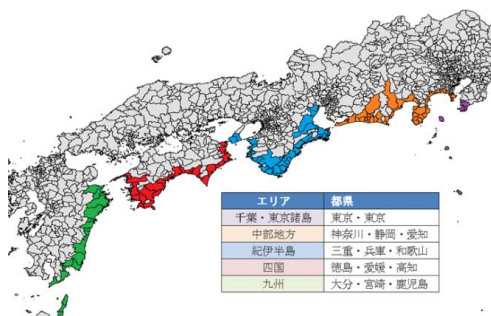 エリア 都県
千葉・東京諸島 東京・東京
中部地方 神奈川・静岡・愛知
紀伊半島 三重・兵庫・和歌山
四国 徳島・愛媛・高知
九州 大分・宮崎・鹿児島